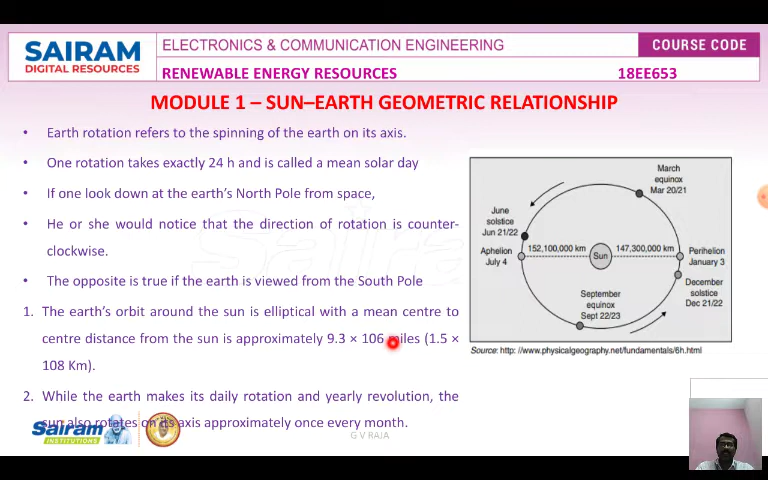 SAIRAM
DIGITAL RESOURCES
ELECTRONICS & COMMUNICATION ENGINEERING
COURSE CODE
RENEWABLE ENERGY RESOURCES
18EE653
MODULE 1 – SUN–EARTH GEOMETRIC RELATIONSHIP
• Earth rotation refers to the spinning of the earth on its axis.
• One rotation takes exactly 24 h and is called a mean solar day
• If one look down at the earth's North Pole from space,
• He or she would notice that the direction of rotation is counter-
clockwise.
• The opposite is true if the earth is viewed from the South Pole
1. The earth's orbit around the sun is elliptical with a mean centre to
centre distance from the sun is approximately 9.3 × 106 miles (1.5 ×
108 Km).
2. While the earth makes its daily rotation and yearly revolution, the
sun also rotates on its axis approximately once every month.
March
equinox
Mar 20/21
June
solstice
Jun 21/22
Aphelion
July 4
152,100,000 km
Sun
147,300,000 km
Perihelion
January 3
December
solstice
Dec 21/22
September
equinox
Sept 22/23
Source: http: //www.physicalgeography.net/fundamentals/6h.html
Sairam
INSTITUTIONS
G V RAJA